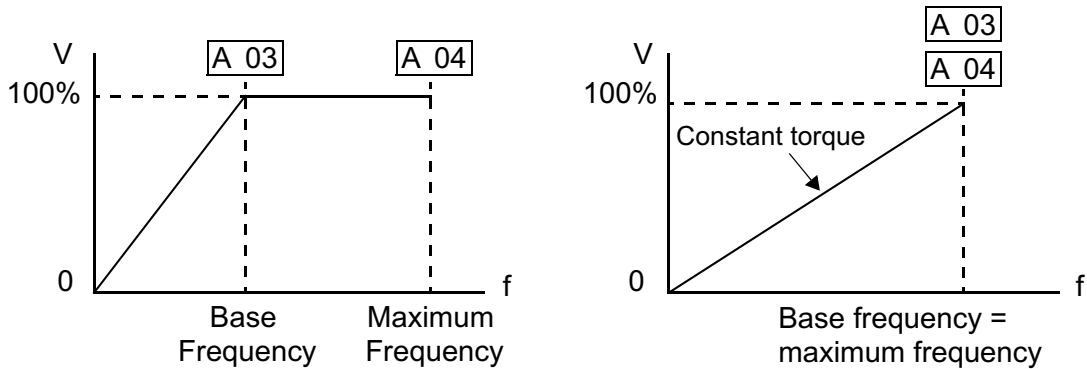 V
A 03
A 04
100%
0
f
Base
Frequency
Maximum
Frequency
A 03
A 04
V
100%
Constant torque
0
f
Base frequency =
maximum frequency